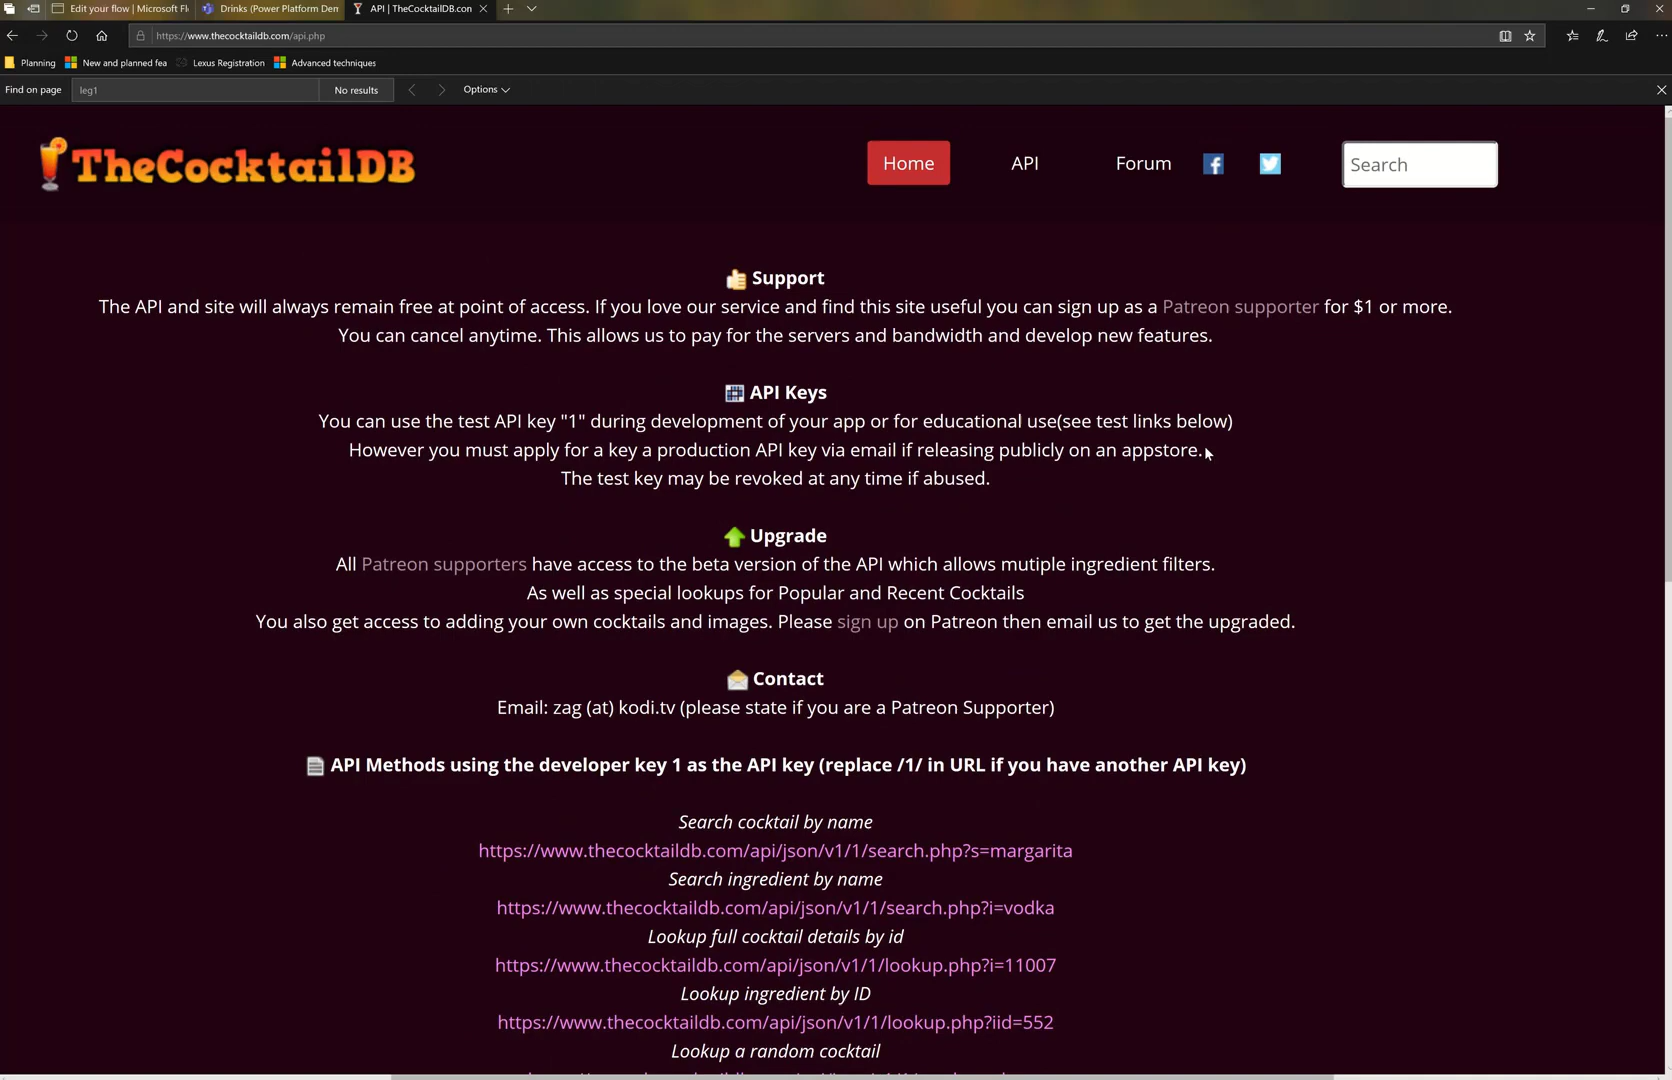 Edit your flow | Microsoft Fl
Drinks (Power Platform Den
API | TheCocktailDB.con
https://www.thecocktaildb.com/api.php
Planning
New and planned fea
Lexus Registration
Advanced techniques
Find on page
leg1
No results
Options
TheCocktailDB
Home
API
Forum
Search
Support
The API and site will always remain free at point of access. If you love our service and find this site useful you can sign up as a Patreon supporter for $1 or more.
You can cancel anytime. This allows us to pay for the servers and bandwidth and develop new features.
API Keys
You can use the test API key "1" during development of your app or for educational use(see test links below)
However you must apply for a key a production API key via email if releasing publicly on an appstore.
The test key may be revoked at any time if abused.
Upgrade
All Patreon supporters have access to the beta version of the API which allows mutiple ingredient filters.
As well as special lookups for Popular and Recent Cocktails
You also get access to adding your own cocktails and images. Please sign up on Patreon then email us to get the upgraded.
Contact
Email: zag (at) kodi.tv (please state if you are a Patreon Supporter)
API Methods using the developer key 1 as the API key (replace /1/ in URL if you have another API key)
Search cocktail by name
https://www.thecocktaildb.com/api/json/v1/1/search.php?s=margarita
Search ingredient by name
https://www.thecocktaildb.com/api/json/v1/1/search.php?i=vodka
Lookup full cocktail details by id
https://www.thecocktaildb.com/api/json/v1/1/lookup.php?i=11007
Lookup ingredient by ID
https://www.thecocktaildb.com/api/json/v1/1/lookup.php?iid=552
Lookup a random cocktail